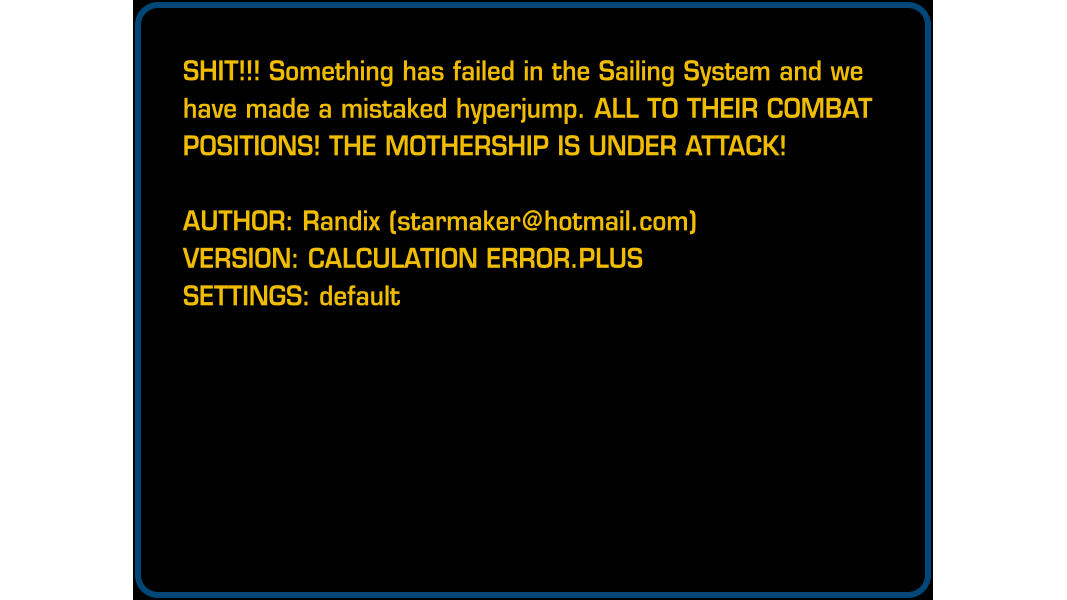 SHIT!!! Something has failed in the Sailing System and we
have made a mistaked hyperjump. ALL TO THEIR COMBAT
POSITIONS! THE MOTHERSHIP IS UNDER ATTACK!
AUTHOR: Randix (starmaker@hotmail.com)
VERSION: CALCULATION ERROR.PLUS
SETTINGS: default